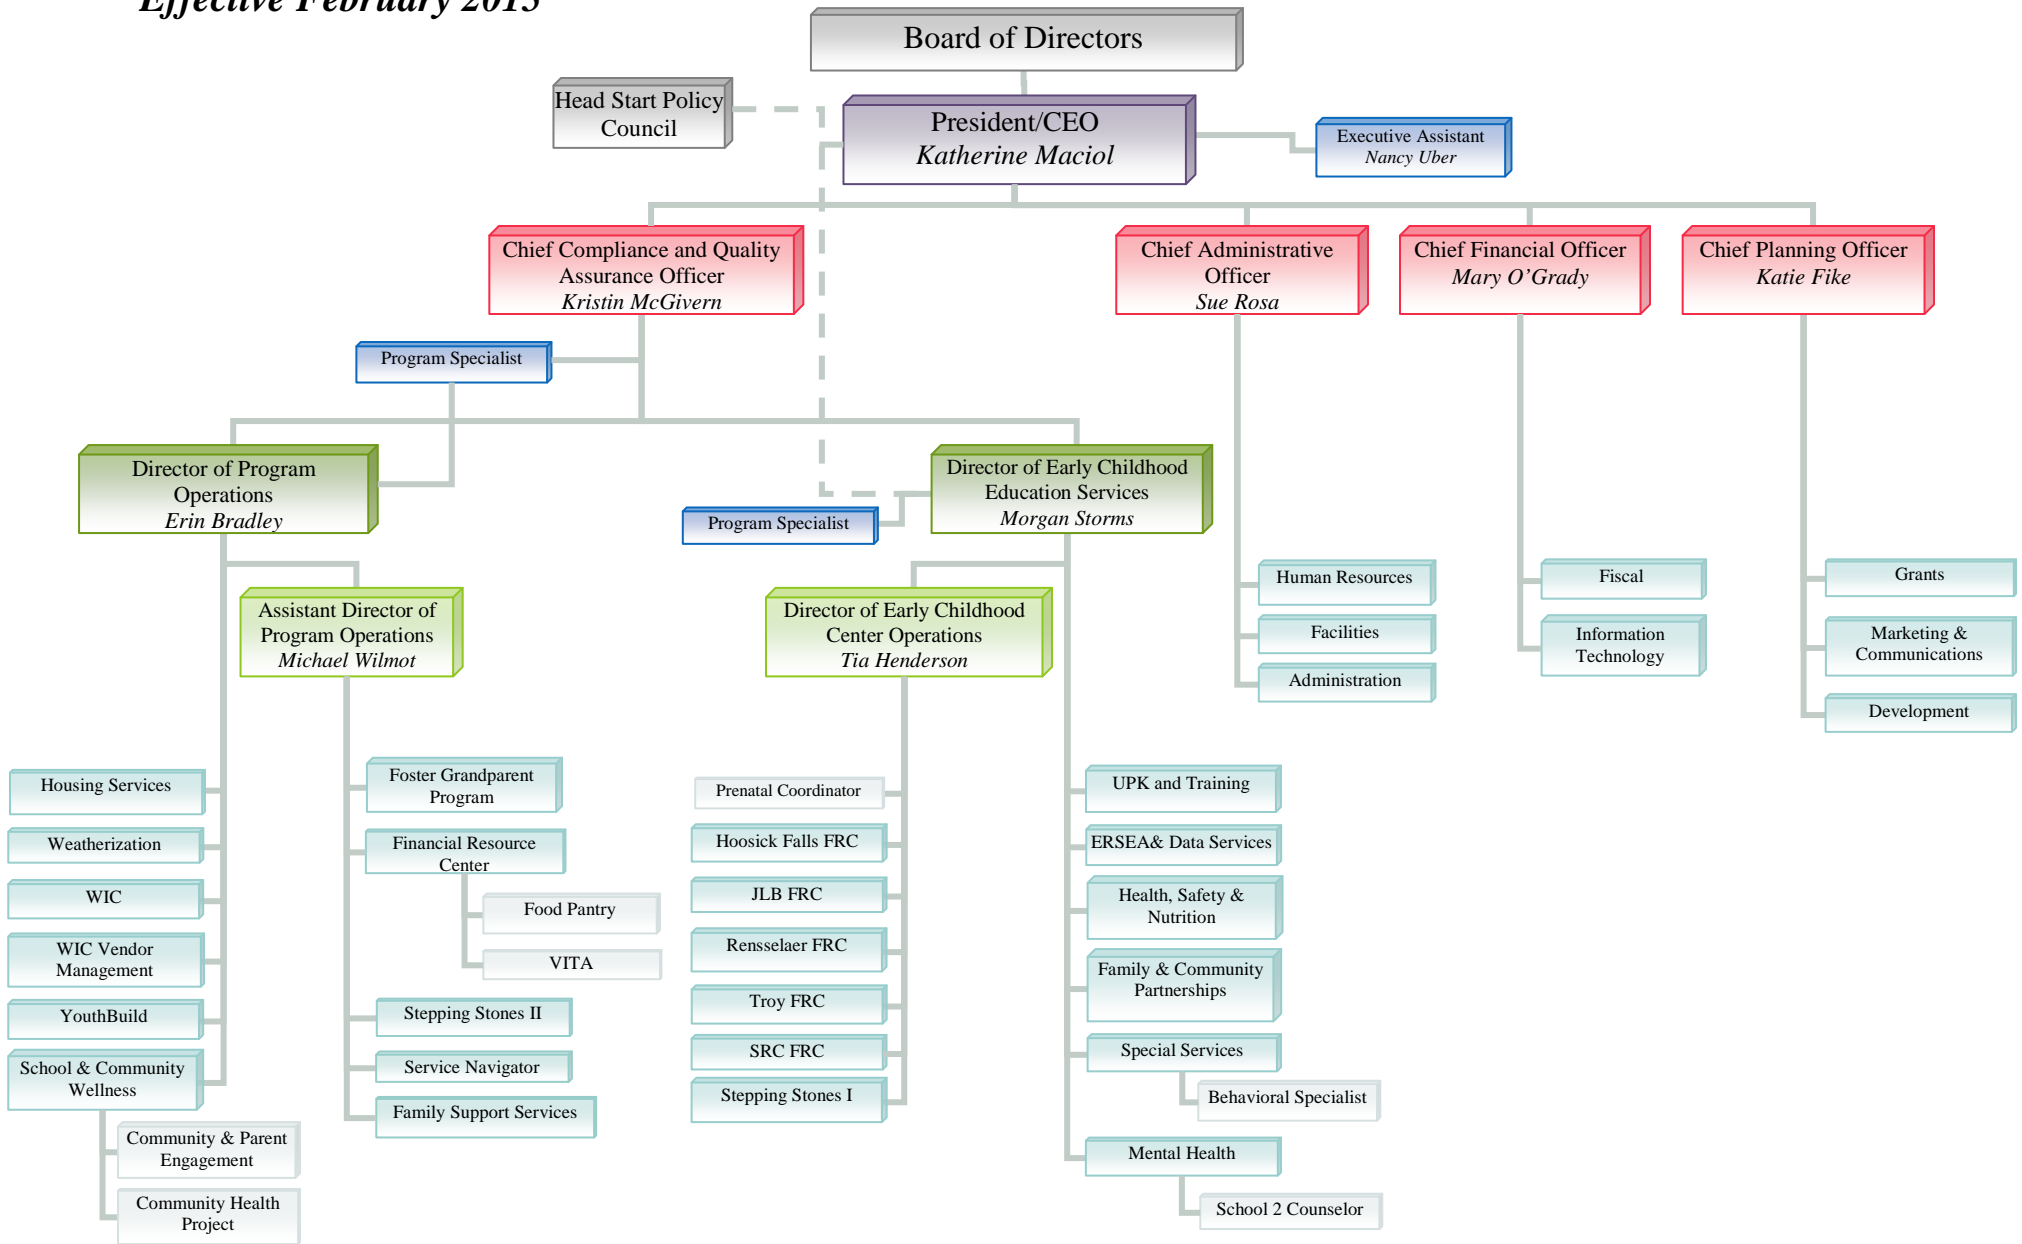 Effective February 2015
Board of Directors
Head Start Policy
Council
President/CEO
Katherine Maciol
Executive Assistant
Nancy Uber
Chief Compliance and Quality
Assurance Officer
Kristin McGivern
Chief Administrative
Officer
Sue Rosa
Chief Financial Officer
Mary O’Grady
Chief Planning Officer
Katie Fike
Program Specialist
Director of Program
Operations
Erin Bradley
Director of Early Childhood
Education Services
Morgan Storms
Program Specialist
Assistant Director of
Program Operations
Michael Wilmot
Director of Early Childhood
Center Operations
Tia Henderson
Human Resources
Facilities
Administration
Fiscal
Information
Technology
Grants
Marketing &
Communications
Development
Housing Services
Weatherization
WIC
WIC Vendor
Management
YouthBuild
School & Community
Wellness
Community & Parent
Engagement
Community Health
Project
Foster Grandparent
Program
Financial Resource
Center
Food Pantry
VITA
Stepping Stones II
Service Navigator
Family Support Services
Prenatal Coordinator
Hoosick Falls FRC
JLB FRC
Rensselaer FRC
Troy FRC
SRC FRC
Stepping Stones I
UPK and Training
ERSEA& Data Services
Health, Safety &
Nutrition
Family & Community
Partnerships
Special Services
Behavioral Specialist
Mental Health
School 2 Counselor